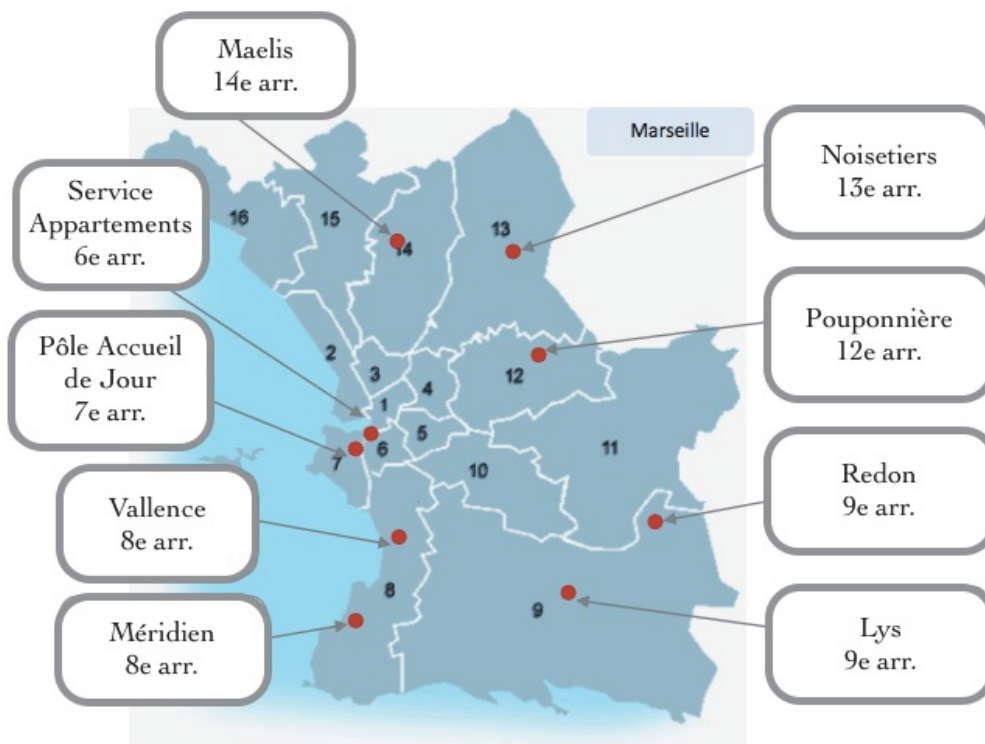 Maelis
14e arr.
Marseille
Noisetiers
13e arr.
Service
Appartements
6e arr.
Pouponnière
12e arr.
Pôle Accueil
de Jour
7e arr.
Redon
9e arr.
Vallence
8e arr.
Lys
9e arr.
Méridien
8e arr.
16
15
14
13
2
3
4
12
1
5
6
7
10
11
8
9